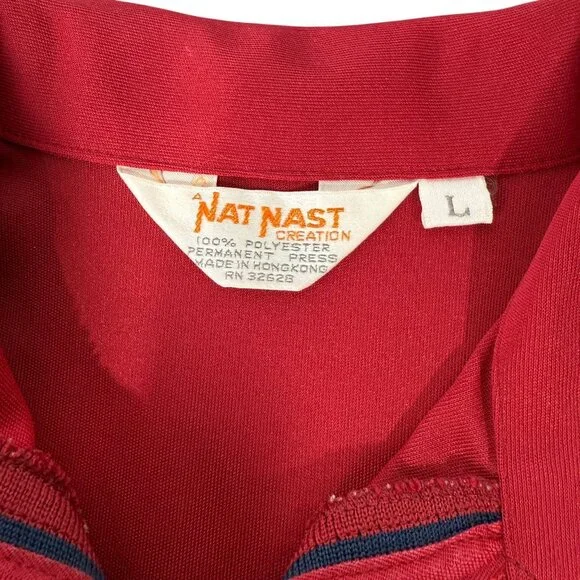 A
NAT NAST
CREATION
100% POLYESTER
PERMANENT PRESS
MADE IN HONGKONG
RN 32628
L